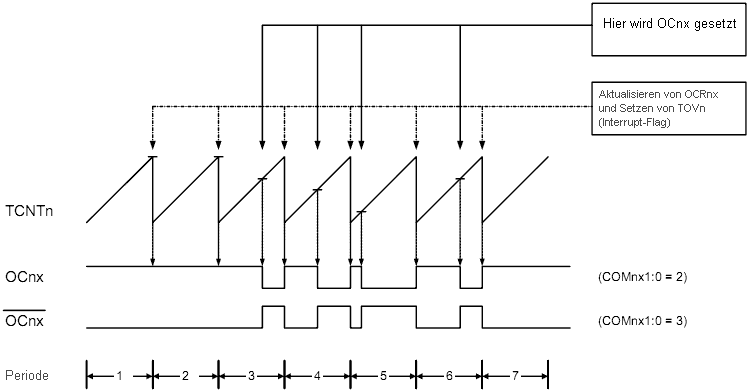 Hier wird OCnx gesetzt
Aktualisieren von OCRnx
und Setzen von TOVn
(Interrupt-Flag)
TCNTn
OCnx
(COMnx1:0 = 2)
OCnx
(COMnx1:0 = 3)
Periode
1 2 3 4 5 6 7